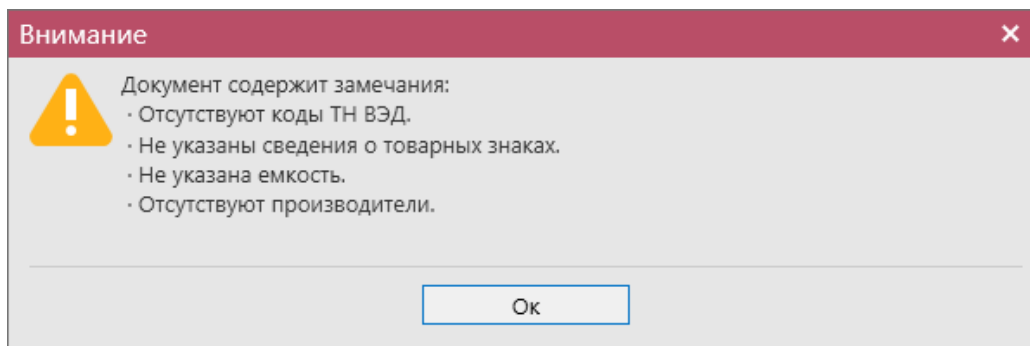 Внимание
Документ содержит замечания:
· Отсутствуют коды ТН ВЭД.
· Не указаны сведения о товарных знаках.
· Не указана емкость.
· Отсутствуют производители.
Ок